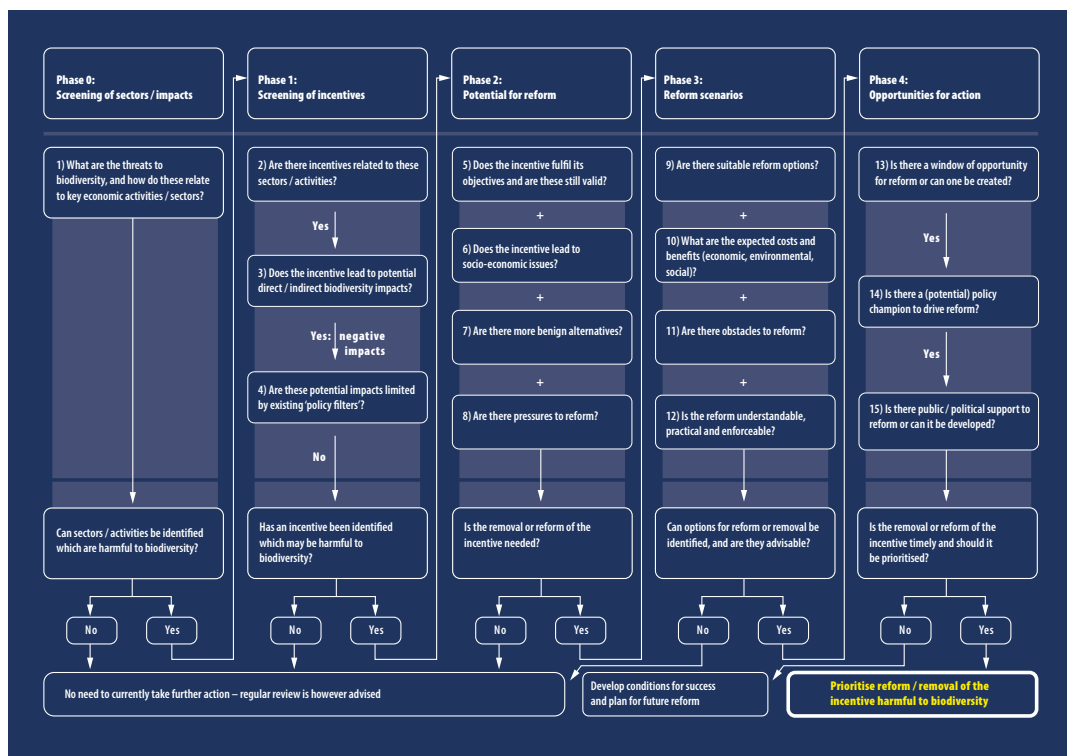 Phase 0:
Screening of sectors / impacts
Phase 1:
Screening of incentives
Phase 2:
Potential for reform
Phase 3:
Reform scenarios
Phase 4:
Opportunities for action
1) What are the threats to
biodiversity, and how do these relate
to key economic activities / sectors?
Can sectors / activities be identified
which are harmful to biodiversity?
No
Yes
2) Are there incentives related to these
sectors / activities?
Yes
3) Does the incentive lead to potential
direct / indirect biodiversity impacts?
Yes: negative
impacts
4) Are these potential impacts limited
by existing ‘policy filters’?
No
Has an incentive been identified
which may be harmful to
biodiversity?
No
Yes
5) Does the incentive fulfil its
objectives and are these still valid?
+
6) Does the incentive lead to
socio-economic issues?
+
7) Are there more benign alternatives?
+
8) Are there pressures to reform?
Is the removal or reform of the
incentive needed?
No
Yes
9) Are there suitable reform options?
+
10) What are the expected costs and
benefits (economic, environmental,
social)?
+
11) Are there obstacles to reform?
+
12) Is the reform understandable,
practical and enforceable?
Can options for reform or removal be
identified, and are they advisable?
No
Yes
13) Is there a window of opportunity
for reform or can one be created?
Yes
14) Is there a (potential) policy
champion to drive reform?
Yes
15) Is there public / political support to
reform or can it be developed?
Is the removal or reform of the
incentive timely and should it
be prioritised?
No
Yes
No need to currently take further action – regular review is however advised
Develop conditions for success
and plan for future reform
Prioritise reform / removal of the
incentive harmful to biodiversity